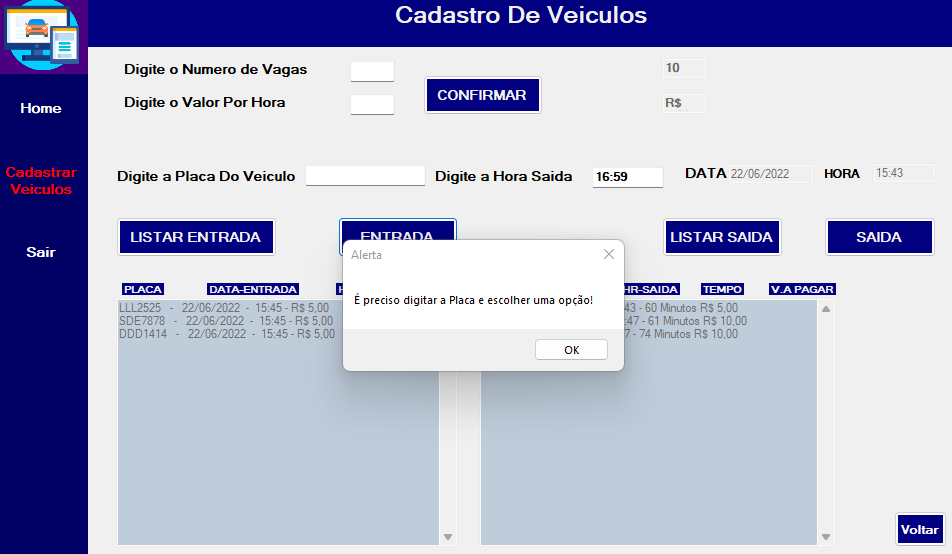 Cadastro De Veiculos
Home
Cadastrar
Veiculos
Sair
Digite o Numero de Vagas
10
Digite o Valor Por Hora
CONFIRMAR
R$
Digite a Placa Do Veiculo
Digite a Hora Saida
16:59
DATA 22/06/2022
HORA
15:43
LISTAR ENTRADA
ENTRADA
LISTAR SAIDA
SAIDA
Alerta
É preciso digitar a Placa e escolher uma opção!
OK
PLACA
DATA-ENTRADA
HR-SAIDA
TEMPO
V.A PAGAR
LLL2525 - 22/06/2022 - 15:45 - R$ 5,00
SDE7878 - 22/06/2022 - 15:45 - R$ 5,00
DDD1414 - 22/06/2022 - 15:45 - R$ 5,00
43 - 60 Minutos R$ 5,00
:47 - 61 Minutos R$ 10,00
7 - 74 Minutos R$ 10,00
Voltar